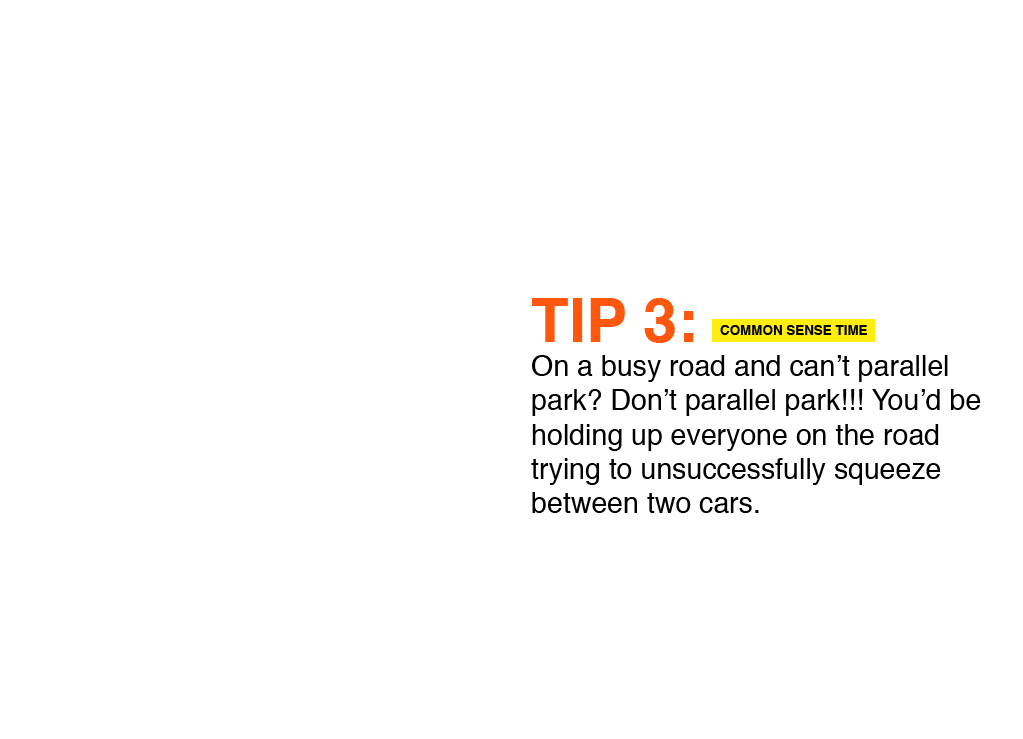 TIP 3: COMMON SENSE TIME
On a busy road and can’t parallel
park? Don’t parallel park!!! You’d be
holding up everyone on the road
trying to unsuccessfully squeeze
between two cars.